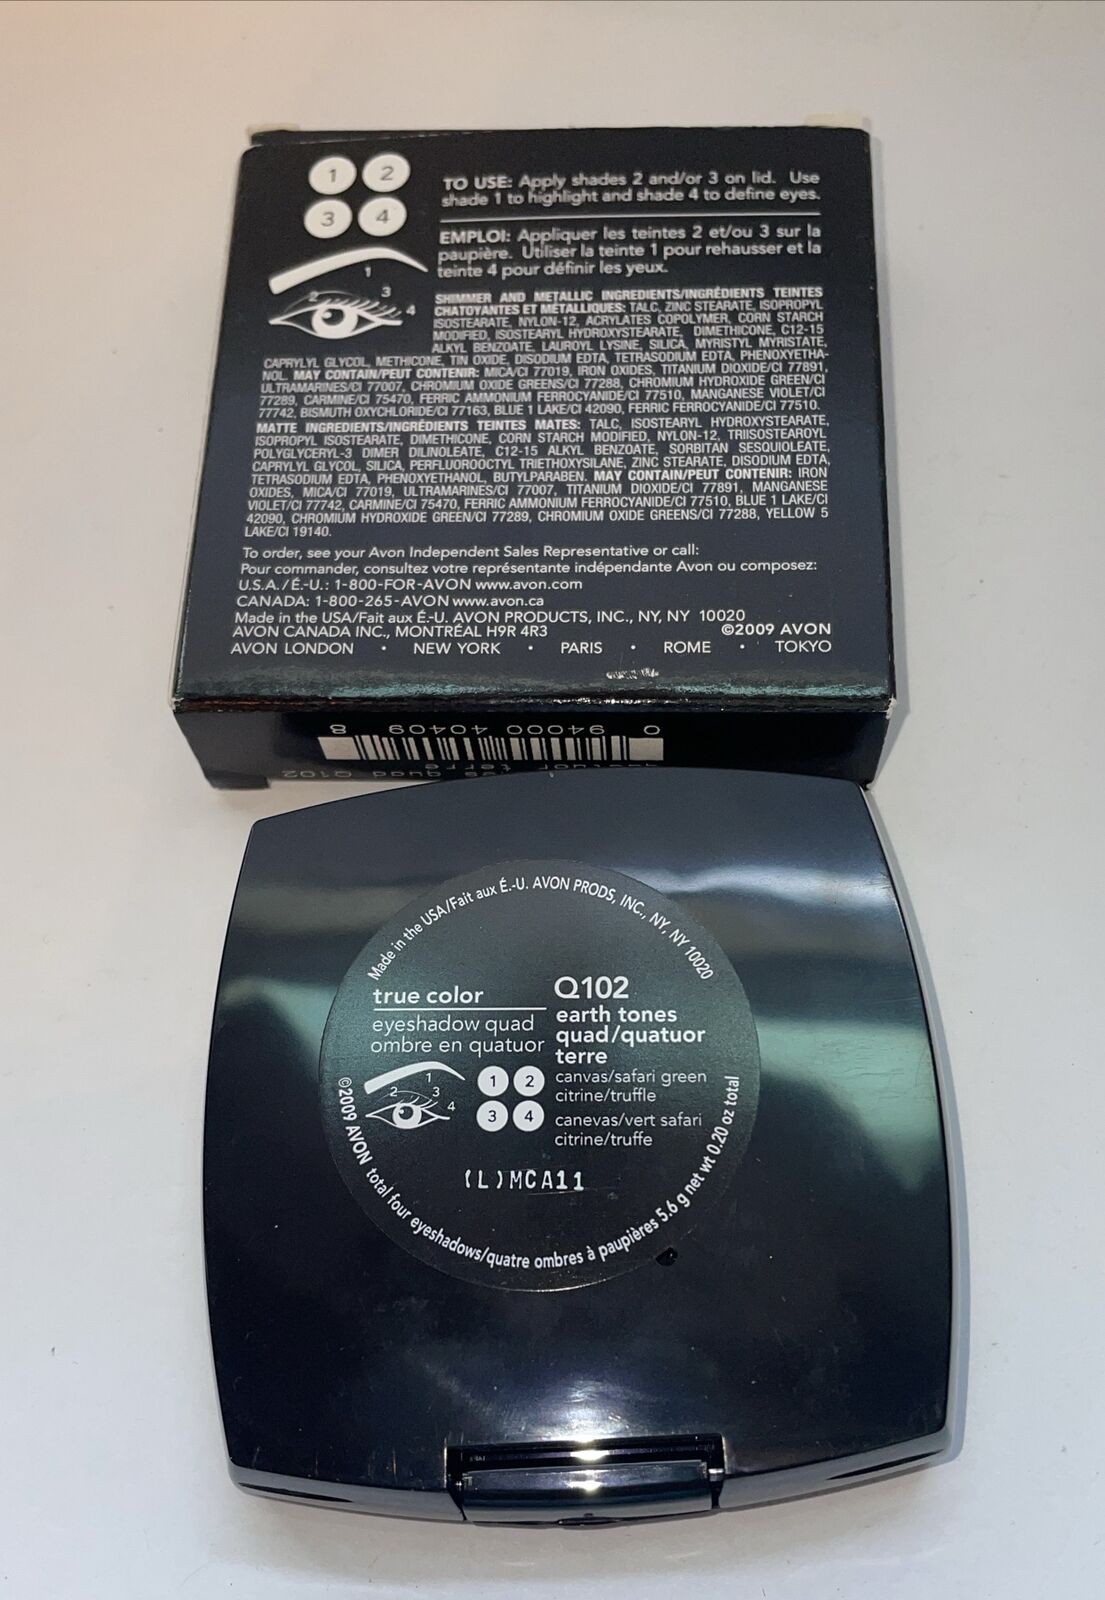 1 2
3 4
1
2 3
4
TO USE: Apply shades 2 and/or 3 on lid. Use
shade 1 to highlight and shade 4 to define eyes.
EMPLOI: Appliquer les teintes 2 et/ou 3 sur la
paupière. Utiliser la teinte 1 pour rehausser et la
teinte 4 pour définir les yeux.
SHIMMER AND METALLIC INGREDIENTS/INGRÉDIENTS TEINTES
CHATOYANTES ET MÉTALLIQUES: TALC, ZINC STEARATE, ISOPROPYL
ISOSTEARATE, NYLON-12, ACRYLATES COPOLYMER, CORN STARCH
MODIFIED, ISOSTEARYL HYDROXYSTEARATE, DIMETHICONE, C12-15
ALKYL BENZOATE, LAUROYL LYSINE, SILICA, MYRISTYL MYRISTATE,
CAPRYLYL GLYCOL, METHICONE, TIN OXIDE, DISODIUM EDTA, TETRASODIUM EDTA, PHENOXYETHA-
NOL. MAY CONTAIN/PEUT CONTENIR: MICA/CI 77019, IRON OXIDES, TITANIUM DIOXIDE/CI 77891,
ULTRAMARINES/CI 77007, CHROMIUM OXIDE GREENS/CI 77288, CHROMIUM HYDROXIDE GREEN/CI
77289, CARMINE/CI 75470, FERRIC AMMONIUM FERROCYANIDE/CI 77510, MANGANESE VIOLET/CI
77742, BISMUTH OXYCHLORIDE/CI 77163, BLUE 1 LAKE/CI 42090, FERRIC FERROCYANIDE/CI 77510.
MATTE INGREDIENTS/INGRÉDIENTS TEINTES MATES: TALC, ISOSTEARYL HYDROXYSTEARATE,
ISOPROPYL ISOSTEARATE, DIMETHICONE, CORN STARCH MODIFIED, NYLON-12, TRIISOSTEAROYL
POLYGLYCERYL-3 DIMER DILINOLEATE, C12-15 ALKYL BENZOATE, SORBITAN SESQUIOLEATE,
CAPRYLYL GLYCOL, SILICA, PERFLUOROOCTYL TRIETHOXYSILANE, ZINC STEARATE, DISODIUM EDTA,
TETRASODIUM EDTA, PHENOXYETHANOL, BUTYLPARABEN. MAY CONTAIN/PEUT CONTENIR: IRON
OXIDES, MICA/CI 77019, ULTRAMARINES/CI 77007, TITANIUM DIOXIDE/CI 77891, MANGANESE
VIOLET/CI 77742, CARMINE/CI 75470, FERRIC AMMONIUM FERROCYANIDE/CI 77510, BLUE 1 LAKE/CI
42090, CHROMIUM HYDROXIDE GREEN/CI 77289, CHROMIUM OXIDE GREENS/CI 77288, YELLOW 5
LAKE/CI 19140.
To order, see your Avon Independent Sales Representative or call:
Pour commander, consultez votre représentante indépendante Avon ou composez:
U.S.A./É.-U.: 1-800-FOR-AVON www.avon.com
CANADA: 1-800-265-AVON www.avon.ca
Made in the USA/Fait aux É.-U. AVON PRODUCTS, INC., NY, NY 10020
AVON CANADA INC., MONTRÉAL H9R 4R3 ©2009 AVON
AVON LONDON • NEW YORK • PARIS • ROME • TOKYO
0 94000 40409 8
quatuor terre
quad Q102
Made in the USA/Fait aux É.-U. AVON PRODS, INC., NY, NY 10020
true color
eyeshadow quad
ombre en quatuor
Q102
earth tones
quad/quatuor
terre
canvas/safari green
citrine/truffle
canevas/vert safari
citrine/truffe
1
2 3
4
1 2
3 4
(L)MCA11
©2009 AVON total four eyeshadows/quatre ombres à paupières 5.6 g net wt 0.20 oz total